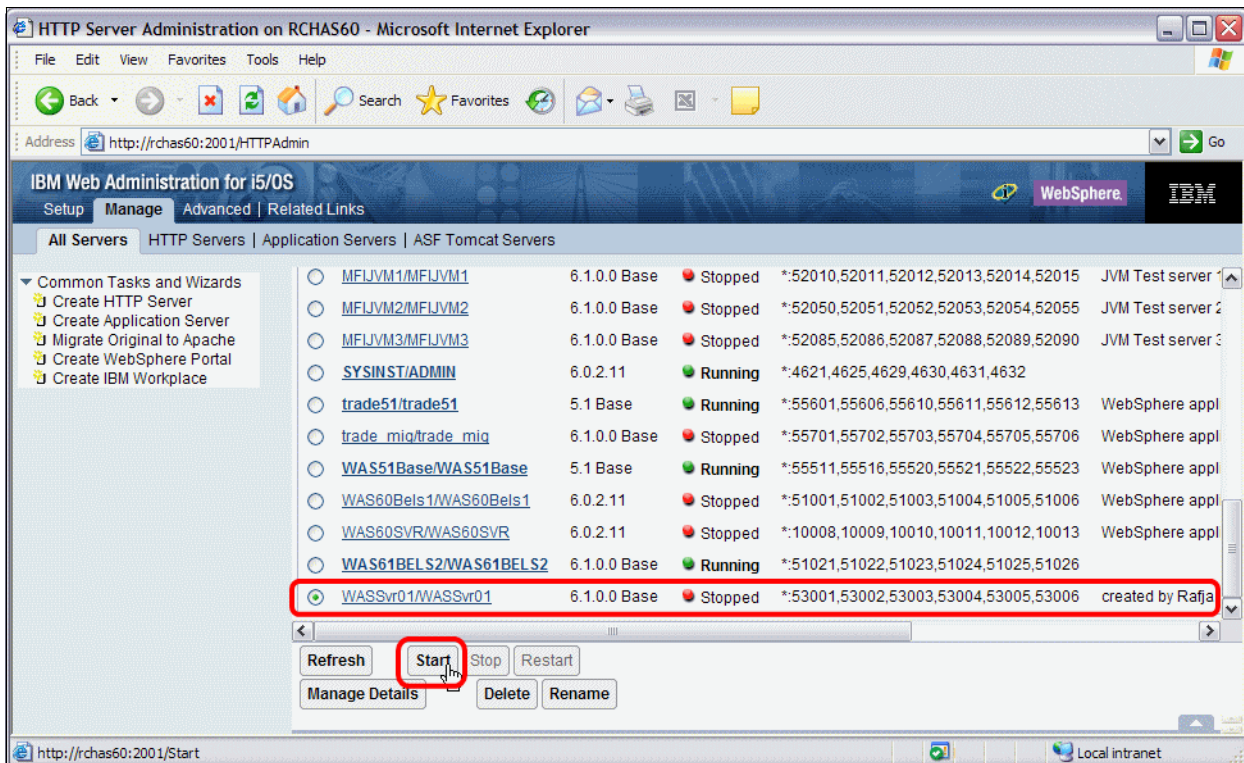 HTTP Server Administration on RCHAS60 - Microsoft Internet Explorer
File Edit View Favorites Tools Help
Back Search Favorites
Address http://rchas60:2001/HTTPAdmin Go
IBM Web Administration for i5/OS
WebSphere. IBM
Setup Manage Advanced | Related Links
All Servers HTTP Servers | Application Servers | ASF Tomcat Servers
Common Tasks and Wizards
Create HTTP Server
Create Application Server
Migrate Original to Apache
Create WebSphere Portal
Create IBM Workplace
MFIJVM1/MFIJVM1 6.1.0.0 Base Stopped *:52010,52011,52012,52013,52014,52015 JVM Test server 1
MFIJVM2/MFIJVM2 6.1.0.0 Base Stopped *:52050,52051,52052,52053,52054,52055 JVM Test server 2
MFIJVM3/MFIJVM3 6.1.0.0 Base Stopped *:52085,52086,52087,52088,52089,52090 JVM Test server 3
SYSINST/ADMIN 6.0.2.11 Running *:4621,4625,4629,4630,4631,4632
trade51/trade51 5.1 Base Running *:55601,55606,55610,55611,55612,55613 WebSphere appl
trade_mig/trade_mig 6.1.0.0 Base Stopped *:55701,55702,55703,55704,55705,55706 WebSphere appl
WAS51Base/WAS51Base 5.1 Base Running *:55511,55516,55520,55521,55522,55523 WebSphere appl
WAS60Bels1/WAS60Bels1 6.0.2.11 Stopped *:51001,51002,51003,51004,51005,51006 WebSphere appl
WAS60SVR/WAS60SVR 6.0.2.11 Stopped *:10008,10009,10010,10011,10012,10013 WebSphere appl
WAS61BELS2/WAS61BELS2 6.1.0.0 Base Running *:51021,51022,51023,51024,51025,51026
WASSvr01/WASSvr01 6.1.0.0 Base Stopped *:53001,53002,53003,53004,53005,53006 created by Rafja
Refresh Start Stop Restart
Manage Details Delete Rename
http://rchas60:2001/Start Local intranet